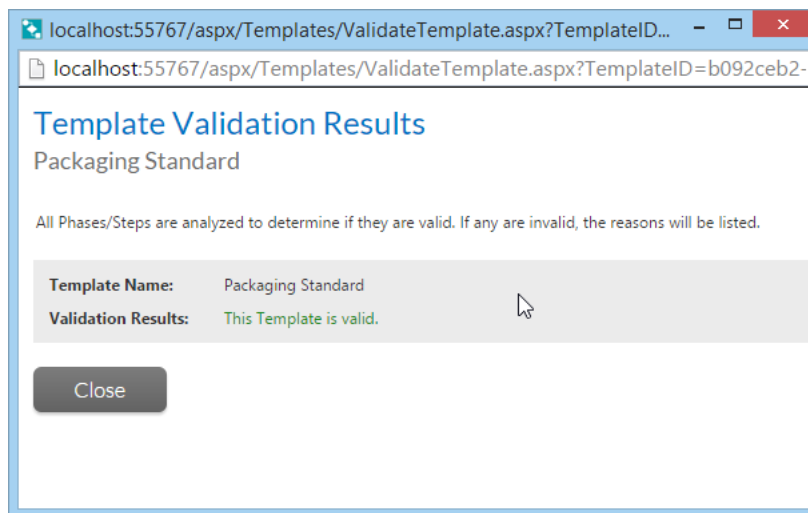 localhost:55767/aspx/Templates/ValidateTemplate.aspx?TemplateID...
localhost:55767/aspx/Templates/ValidateTemplate.aspx?TemplateID=b092ceb2-
Template Validation Results
Packaging Standard
All Phases/Steps are analyzed to determine if they are valid. If any are invalid, the reasons will be listed.
Template Name: Packaging Standard
Validation Results: This Template is valid.
Close